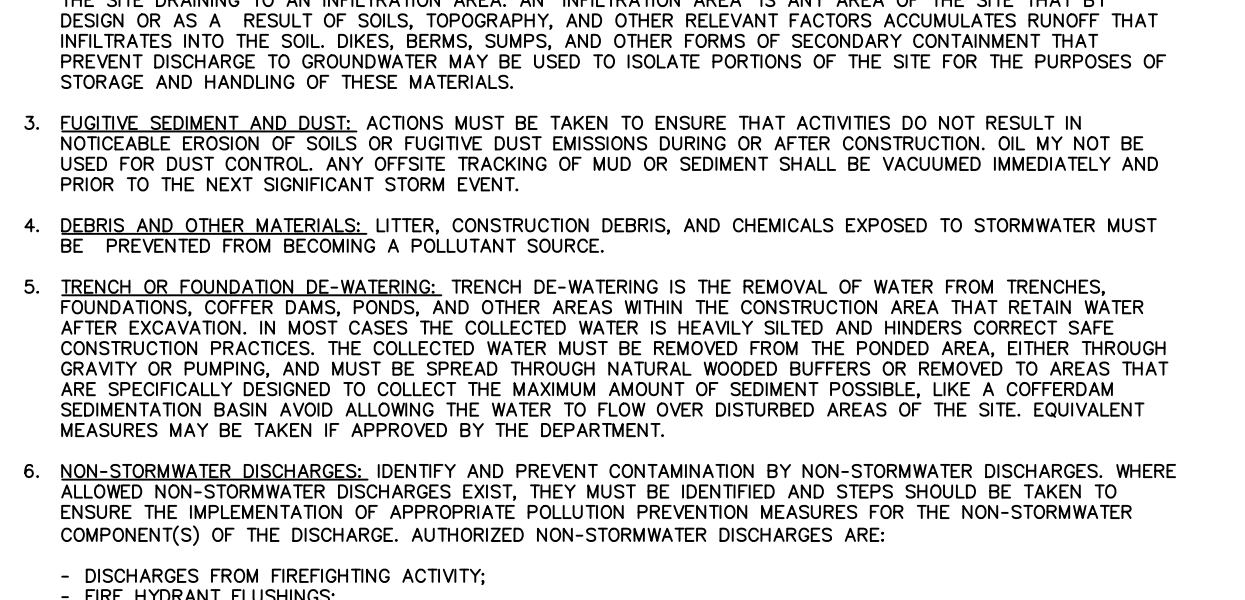 THE SITE DRAINING TO AN INFILTRATION AREA. AN "INFILTRATION AREA" IS ANY AREA OF THE SITE THAT BY
DESIGN OR AS A RESULT OF SOILS, TOPOGRAPHY, AND OTHER RELEVANT FACTORS ACCUMULATES RUNOFF THAT
INFILTRATES INTO THE SOIL. DIKES, BERMS, SUMPS, AND OTHER FORMS OF SECONDARY CONTAINMENT THAT
PREVENT DISCHARGE TO GROUNDWATER MAY BE USED TO ISOLATE PORTIONS OF THE SITE FOR THE PURPOSES OF
STORAGE AND HANDLING OF THESE MATERIALS.
3. FUGITIVE SEDIMENT AND DUST: ACTIONS MUST BE TAKEN TO ENSURE THAT ACTIVITIES DO NOT RESULT IN
NOTICEABLE EROSION OF SOILS OR FUGITIVE DUST EMISSIONS DURING OR AFTER CONSTRUCTION. OIL MY NOT BE
USED FOR DUST CONTROL. ANY OFFSITE TRACKING OF MUD OR SEDIMENT SHALL BE VACUUMED IMMEDIATELY AND
PRIOR TO THE NEXT SIGNIFICANT STORM EVENT.
4. DEBRIS AND OTHER MATERIALS: LITTER, CONSTRUCTION DEBRIS, AND CHEMICALS EXPOSED TO STORMWATER MUST
BE PREVENTED FROM BECOMING A POLLUTANT SOURCE.
5. TRENCH OR FOUNDATION DE-WATERING: TRENCH DE-WATERING IS THE REMOVAL OF WATER FROM TRENCHES,
FOUNDATIONS, COFFER DAMS, PONDS, AND OTHER AREAS WITHIN THE CONSTRUCTION AREA THAT RETAIN WATER
AFTER EXCAVATION. IN MOST CASES THE COLLECTED WATER IS HEAVILY SILTED AND HINDERS CORRECT SAFE
CONSTRUCTION PRACTICES. THE COLLECTED WATER MUST BE REMOVED FROM THE PONDED AREA, EITHER THROUGH
GRAVITY OR PUMPING, AND MUST BE SPREAD THROUGH NATURAL WOODED BUFFERS OR REMOVED TO AREAS THAT
ARE SPECIFICALLY DESIGNED TO COLLECT THE MAXIMUM AMOUNT OF SEDIMENT POSSIBLE, LIKE A COFFERDAM
SEDIMENTATION BASIN AVOID ALLOWING THE WATER TO FLOW OVER DISTURBED AREAS OF THE SITE. EQUIVALENT
MEASURES MAY BE TAKEN IF APPROVED BY THE DEPARTMENT.
6. NON-STORMWATER DISCHARGES: IDENTIFY AND PREVENT CONTAMINATION BY NON-STORMWATER DISCHARGES. WHERE
ALLOWED NON-STORMWATER DISCHARGES EXIST, THEY MUST BE IDENTIFIED AND STEPS SHOULD BE TAKEN TO
ENSURE THE IMPLEMENTATION OF APPROPRIATE POLLUTION PREVENTION MEASURES FOR THE NON-STORMWATER
COMPONENT(S) OF THE DISCHARGE. AUTHORIZED NON-STORMWATER DISCHARGES ARE:
- DISCHARGES FROM FIREFIGHTING ACTIVITY;
- FIRE HYDRANT FLUSHINGS;